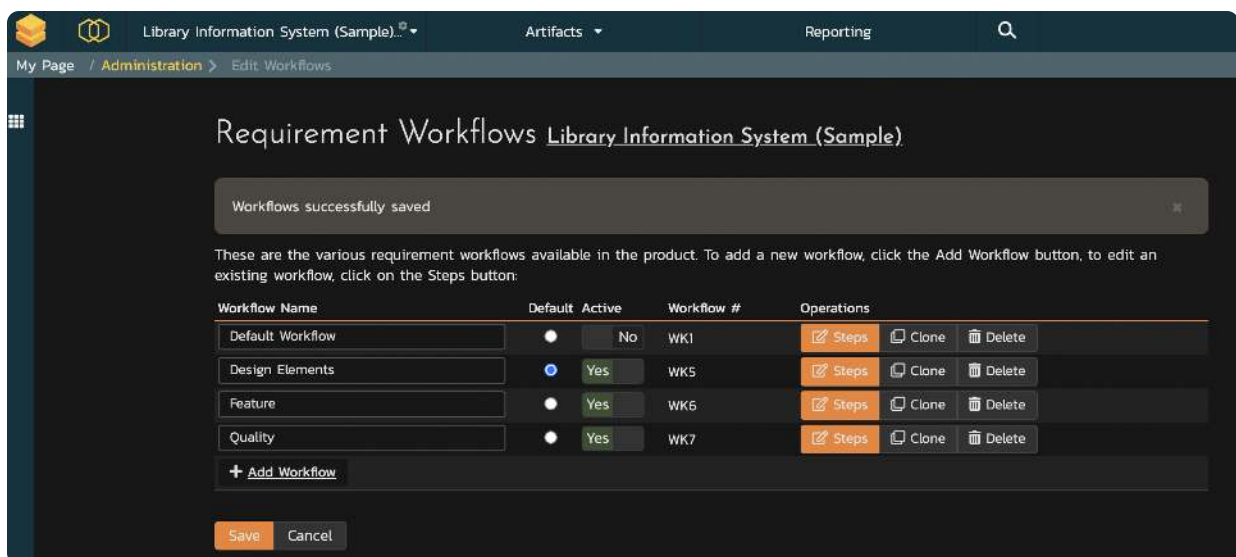 Library Information System (Sample)... Artifacts Reporting
My Page / Administration > Edit Workflows
Requirement Workflows Library Information System (Sample)
Workflows successfully saved
These are the various requirement workflows available in the product. To add a new workflow, click the Add Workflow button, to edit an
existing workflow, click on the Steps button:
Workflow Name Default Active Workflow # Operations
Default Workflow No WK1 Steps Clone Delete
Design Elements Yes WK5 Steps Clone Delete
Feature Yes WK6 Steps Clone Delete
Quality Yes WK7 Steps Clone Delete
+ Add Workflow
Save Cancel